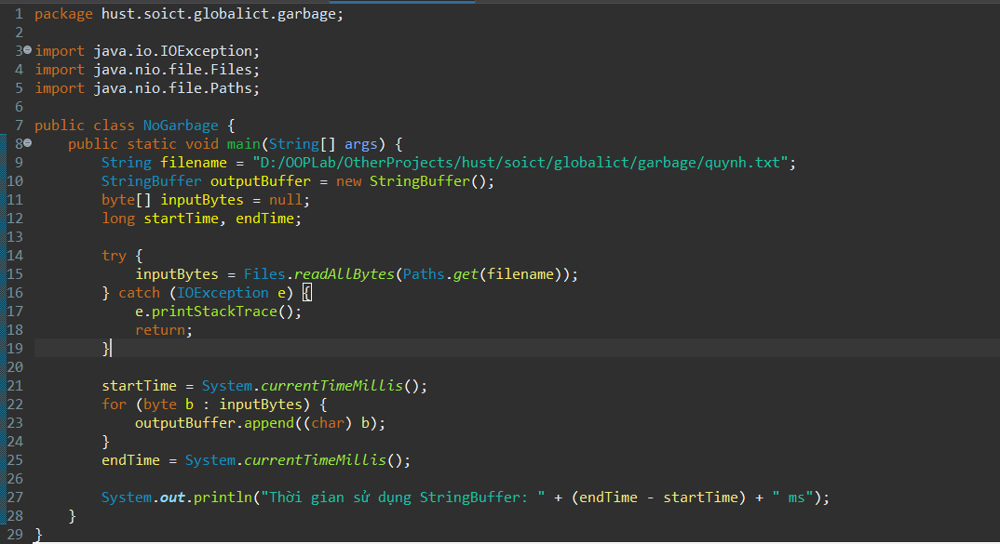 1 package hust.soict.globalict.garbage;
2
3 import java.io.IOException;
4 import java.nio.file.Files;
5 import java.nio.file.Paths;
6
7 public class NoGarbage {
8     public static void main(String[] args) {
9         String filename = "D:/OOPLab/OtherProjects/hust/soict/globalict/garbage/quynh.txt";
10         StringBuffer outputBuffer = new StringBuffer();
11         byte[] inputBytes = null;
12         long startTime, endTime;
13
14         try {
15             inputBytes = Files.readAllBytes(Paths.get(filename));
16         } catch (IOException e) {
17             e.printStackTrace();
18             return;
19         }
20
21         startTime = System.currentTimeMillis();
22         for (byte b : inputBytes) {
23             outputBuffer.append((char) b);
24         }
25         endTime = System.currentTimeMillis();
26
27         System.out.println("Thời gian sử dụng StringBuffer: " + (endTime - startTime) + " ms");
28     }
29 }